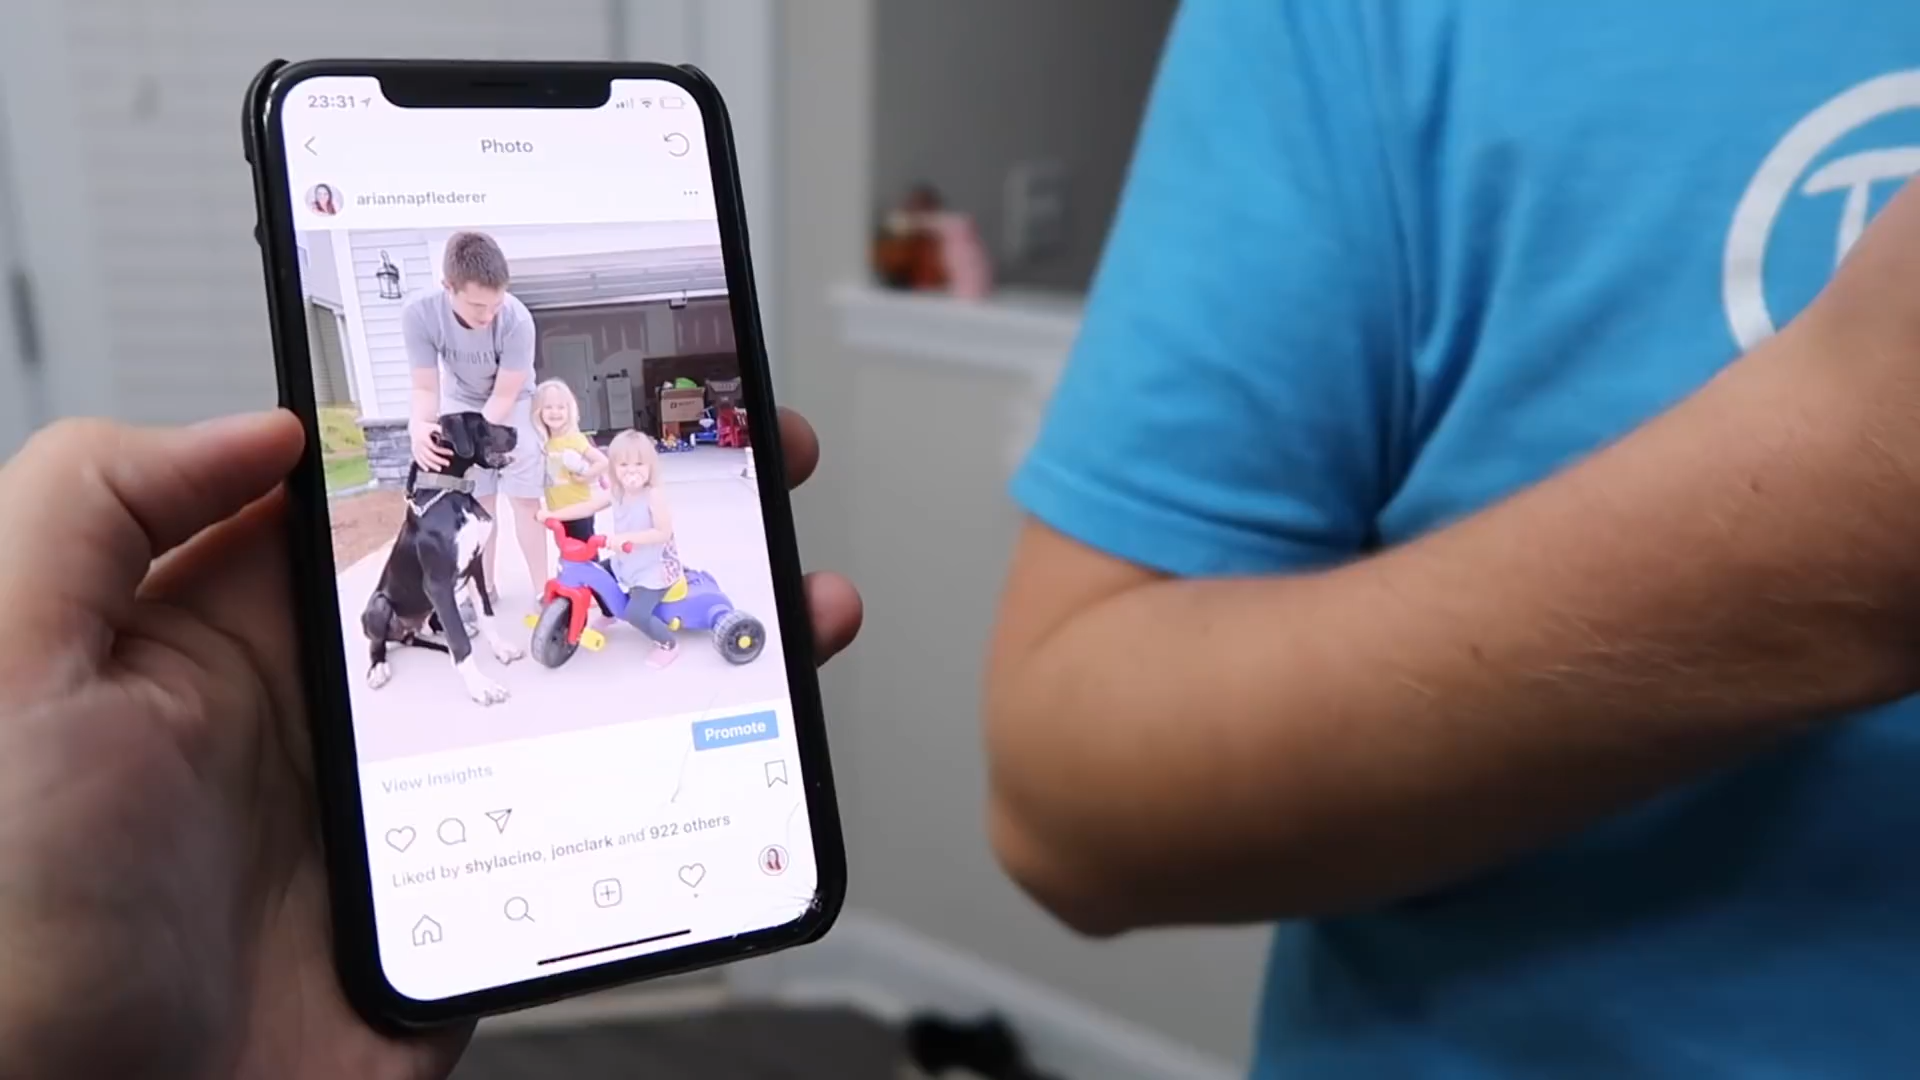 23:31
Photo
ariannapflederer
Promote
View Insights
Liked by shylacino, jonclark and 922 others
T